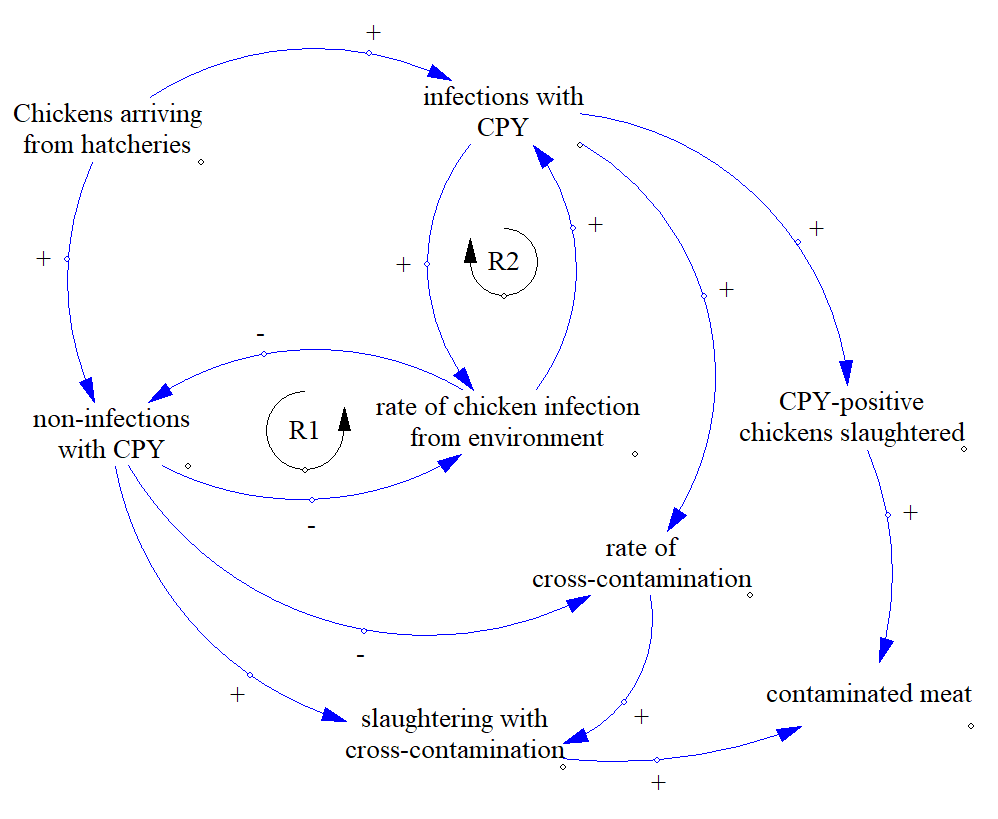 +
Chickens arriving
from hatcheries
infections with
CPY
+
+
+
+
R2
+
-
non-infections
with CPY
R1
rate of chicken infection
from environment
CPY-positive
chickens slaughtered
-
+
rate of
cross-contamination
-
+
slaughtering with
cross-contamination
+
contaminated meat
+